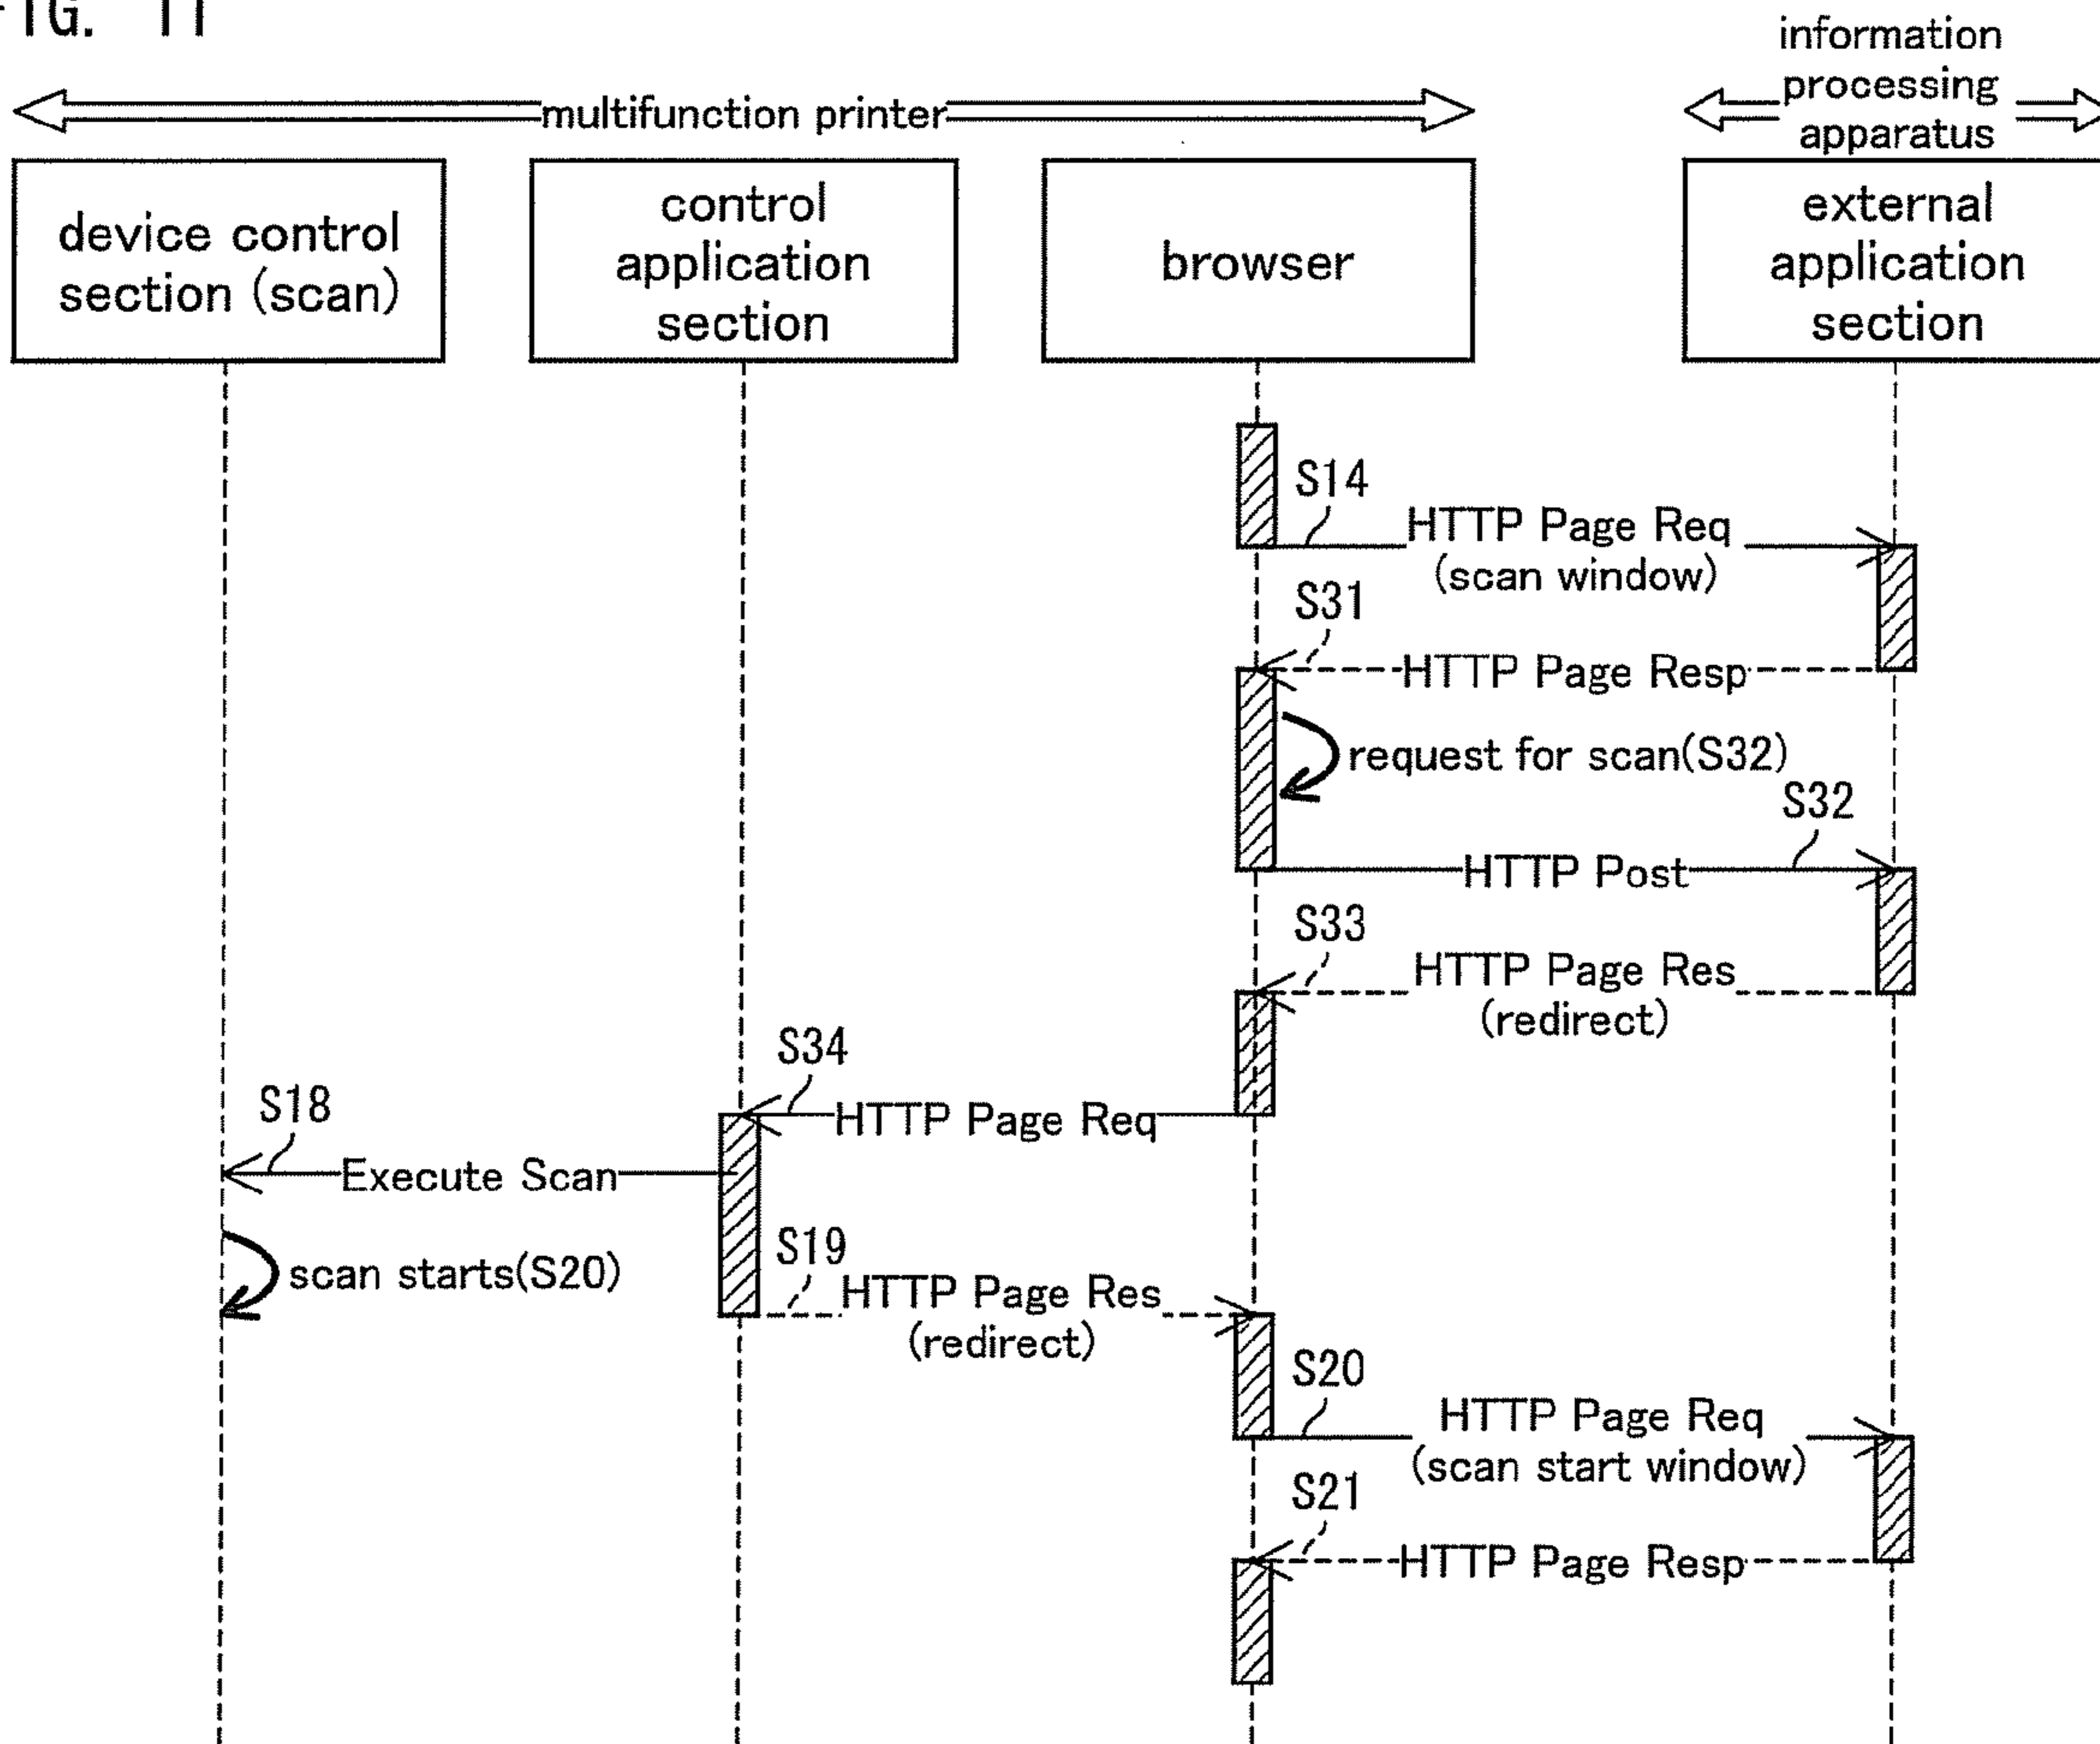 FIG. 11
information
processing
apparatus
multifunction printer
device control
section (scan)
control
application
section
browser
external
application
section
S14
HTTP Page Req
(scan window)
S31
HTTP Page Resp
request for scan(S32)
S32
HTTP Post
S33
HTTP Page Res
(redirect)
S34
HTTP Page Req
S18
Execute Scan
scan starts(S20)
S19
HTTP Page Res
(redirect)
S20
HTTP Page Req
(scan start window)
S21
HTTP Page Resp